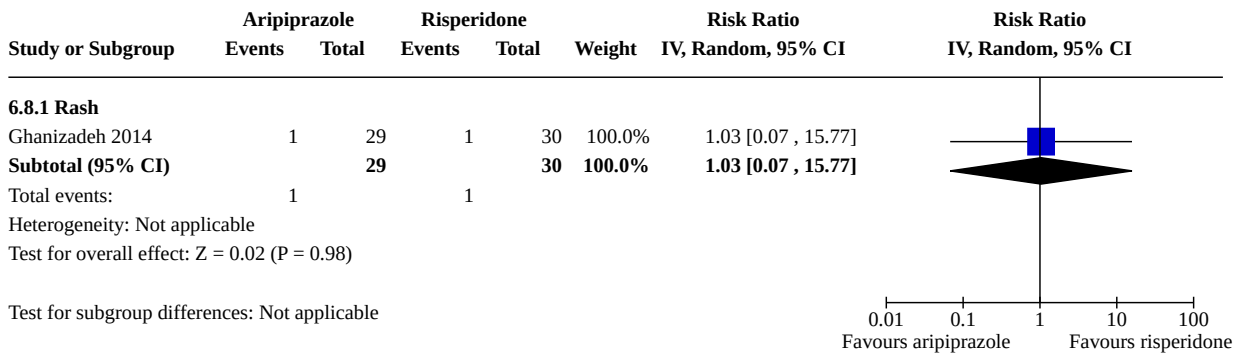 Aripiprazole Risperidone Risk Ratio Risk Ratio
Study or Subgroup Events Total Events Total Weight IV, Random, 95% CI IV, Random, 95% CI
6.8.1 Rash
Ghanizadeh 2014 1 29 1 30 100.0% 1.03 [0.07 , 15.77]
Subtotal (95% CI) 29 30 100.0% 1.03 [0.07 , 15.77]
Total events: 1 1
Heterogeneity: Not applicable
Test for overall effect: Z = 0.02 (P = 0.98)
Test for subgroup differences: Not applicable
0.01 0.1 1 10 100
Favours aripiprazole Favours risperidone